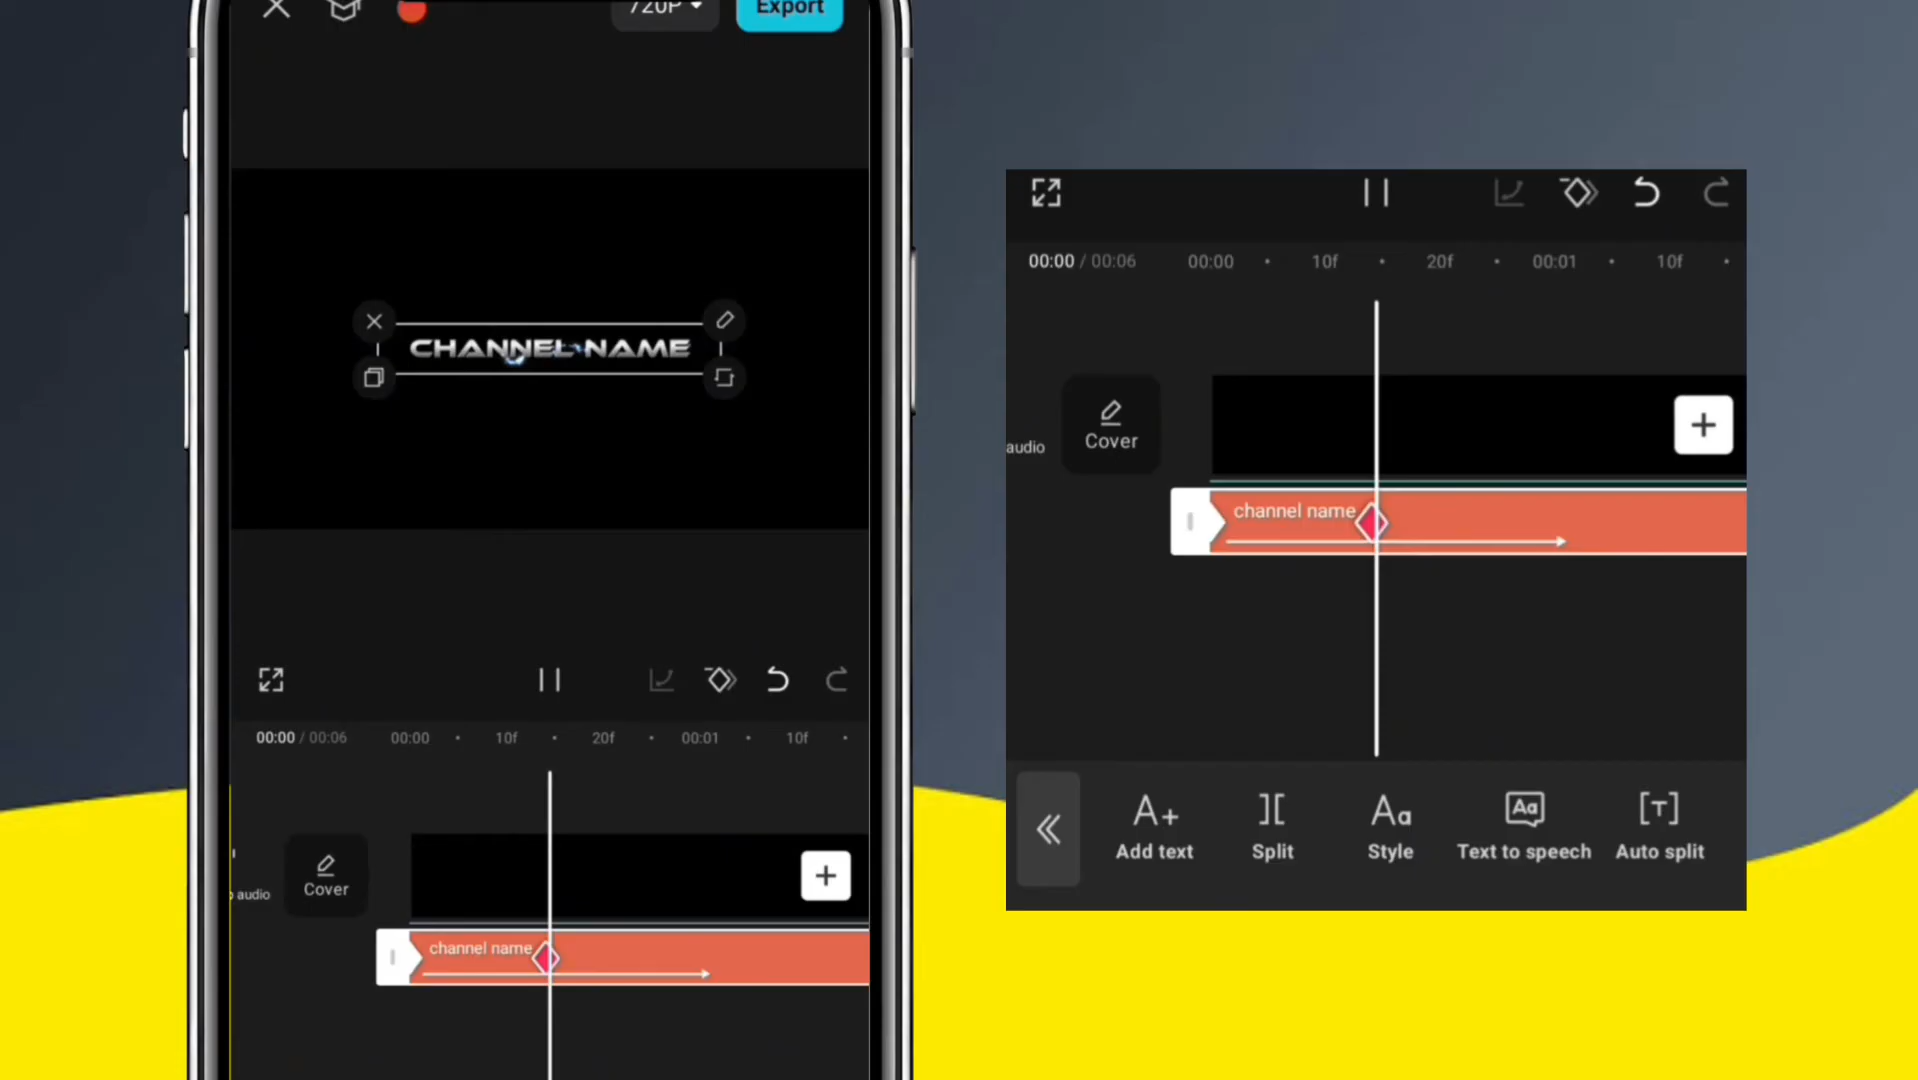 720P
Export
CHANNEL NAME
00:00 / 00:06 00:00 10f 20f 00:01 10f
Cover
audio
channel name
00:00 / 00:06 00:00 10f 20f 00:01 10f
Cover
audio
channel name
A+ ][ Aa Aa [T]
Add text Split Style Text to speech Auto split